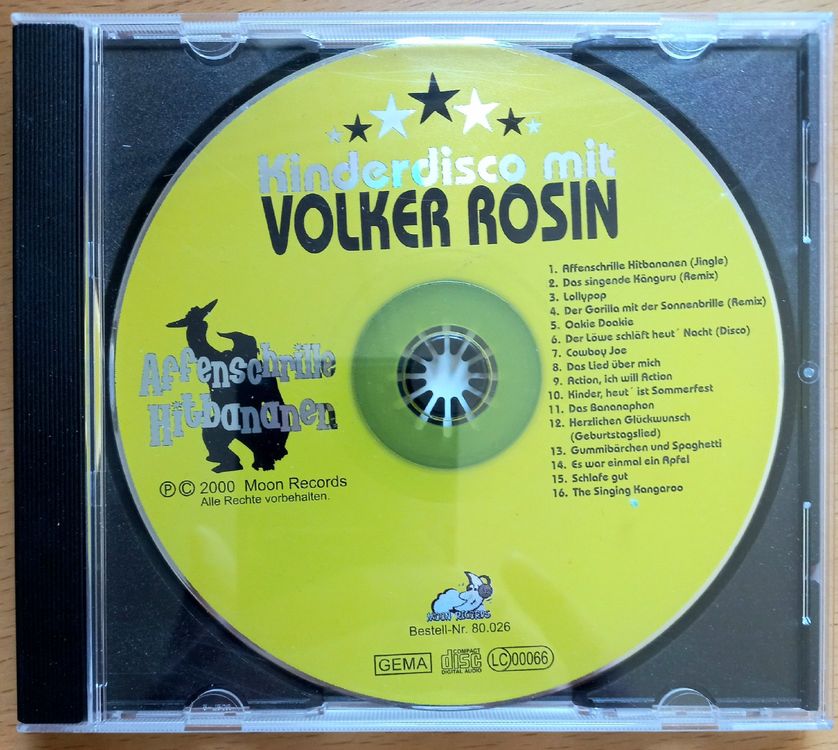 Kinderdisco mit
VOLKER ROSIN
1. Affenschrille Hitbananen (Jingle)
2. Das singende Känguru (Remix)
3. Lollypop
4. Der Gorilla mit der Sonnenbrille (Remix)
5. Oakie Doakie
6. Der Löwe schläft heut´ Nacht (Disco)
7. Cowboy Joe
8. Das Lied über mich
9. Action, ich will Action
10. Kinder, heut´ ist Sommerfest
11. Das Bananaphon
12. Herzlichen Glückwunsch
(Geburtstagslied)
13. Gummibärchen und Spaghetti
14. Es war einmal ein Apfel
15. Schlafe gut
16. The Singing Kangaroo
Affenschrille
Hitbananen
Ⓟ © 2000 Moon Records
Alle Rechte vorbehalten.
MOON RECORDS
Bestell-Nr. 80.026
GEMA
COMPACT
disc
DIGITAL AUDIO
LC 00066